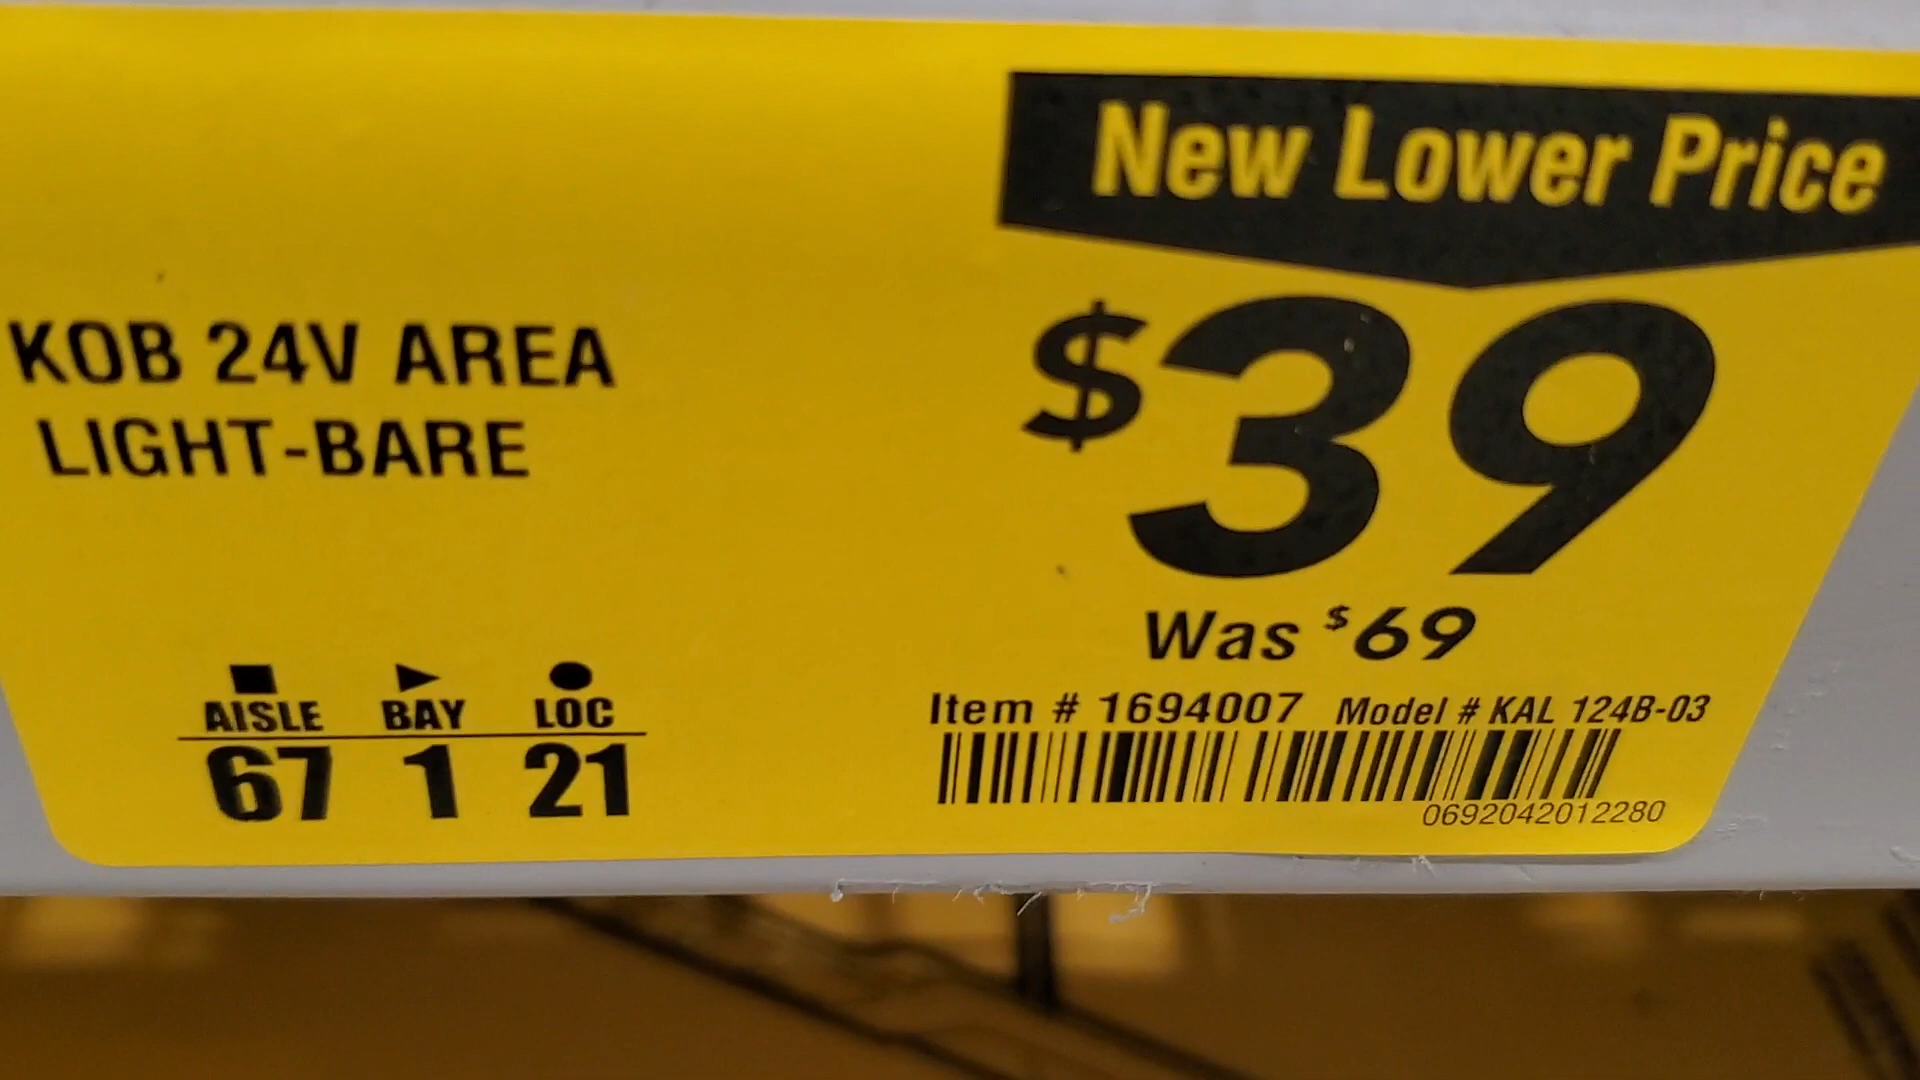 New Lower Price
KOB 24V AREA
LIGHT-BARE
$39
Was $69
AISLE BAY LOC
67 1 21
Item # 1694007 Model # KAL 124B-03
0692042012280